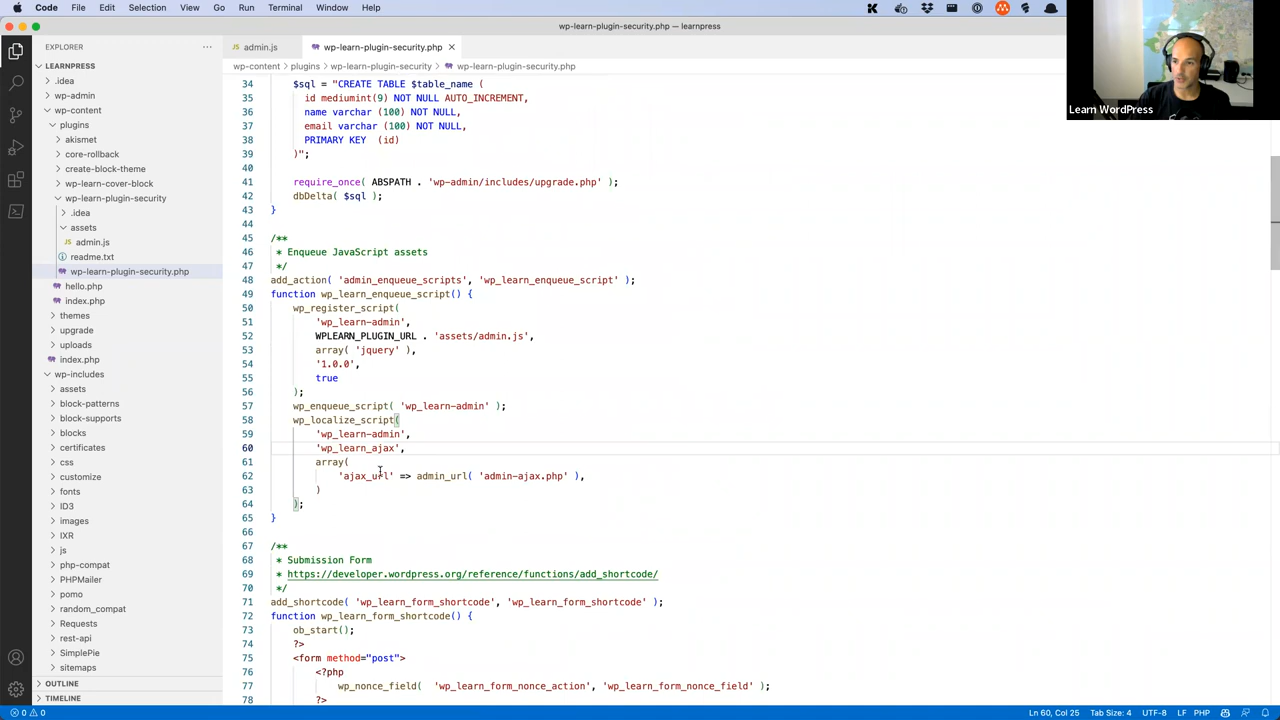 Code File Edit Selection View Go Run Terminal Window Help
wp-learn-plugin-security.php — learnpress
Learn WordPress
EXPLORER
LEARNPRESS
.idea
wp-admin
wp-content
plugins
akismet
core-rollback
create-block-theme
wp-learn-cover-block
wp-learn-plugin-security
.idea
assets
admin.js
readme.txt
wp-learn-plugin-security.php
hello.php
index.php
themes
upgrade
uploads
index.php
wp-includes
assets
block-patterns
block-supports
blocks
certificates
css
customize
fonts
ID3
images
IXR
js
php-compat
PHPMailer
pomo
random_compat
Requests
rest-api
SimplePie
sitemaps
OUTLINE
TIMELINE
JS admin.js
wp-learn-plugin-security.php
wp-content > plugins > wp-learn-plugin-security > wp-learn-plugin-security.php
34 $sql = "CREATE TABLE $table_name (
35 id mediumint(9) NOT NULL AUTO_INCREMENT,
36 name varchar (100) NOT NULL,
37 email varchar (100) NOT NULL,
38 PRIMARY KEY  (id)
39 )";
40
41 require_once( ABSPATH . 'wp-admin/includes/upgrade.php' );
42 dbDelta( $sql );
43 }
44
45 /**
46 * Enqueue JavaScript assets
47 */
48 add_action( 'admin_enqueue_scripts', 'wp_learn_enqueue_script' );
49 function wp_learn_enqueue_script() {
50 wp_register_script(
51 'wp_learn-admin',
52 WPLEARN_PLUGIN_URL . 'assets/admin.js',
53 array( 'jquery' ),
54 '1.0.0',
55 true
56 );
57 wp_enqueue_script( 'wp_learn-admin' );
58 wp_localize_script(
59 'wp_learn-admin',
60 'wp_learn_ajax',
61 array(
62 'ajax_url' => admin_url( 'admin-ajax.php' ),
63 )
64 );
65 }
66
67 /**
68 * Submission Form
69 * https://developer.wordpress.org/reference/functions/add_shortcode/
70 */
71 add_shortcode( 'wp_learn_form_shortcode', 'wp_learn_form_shortcode' );
72 function wp_learn_form_shortcode() {
73 ob_start();
74 ?>
75 <form method="post">
76 <?php
77 wp_nonce_field(  'wp_learn_form_nonce_action', 'wp_learn_form_nonce_field' );
78 ?>
0 0
Ln 60, Col 25 Tab Size: 4 UTF-8 LF PHP